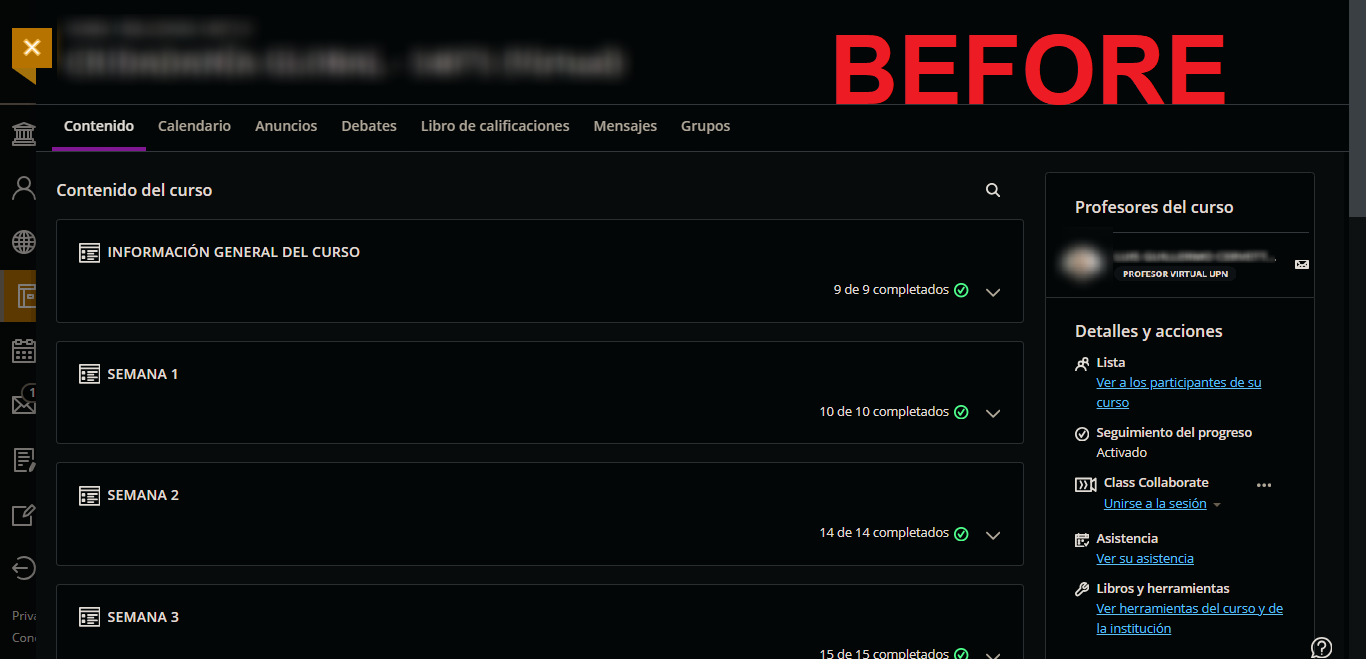 BEFORE
Contenido
Calendario
Anuncios
Debates
Libro de calificaciones
Mensajes
Grupos
Contenido del curso
INFORMACIÓN GENERAL DEL CURSO
9 de 9 completados
SEMANA 1
10 de 10 completados
SEMANA 2
14 de 14 completados
SEMANA 3
15 de 15 completados
Profesores del curso
PROFESOR VIRTUAL UPN
Detalles y acciones
Lista
Ver a los participantes de su
curso
Seguimiento del progreso
Activado
Class Collaborate
Unirse a la sesión
Asistencia
Ver su asistencia
Libros y herramientas
Ver herramientas del curso y de
la institución
1
Priva
Con